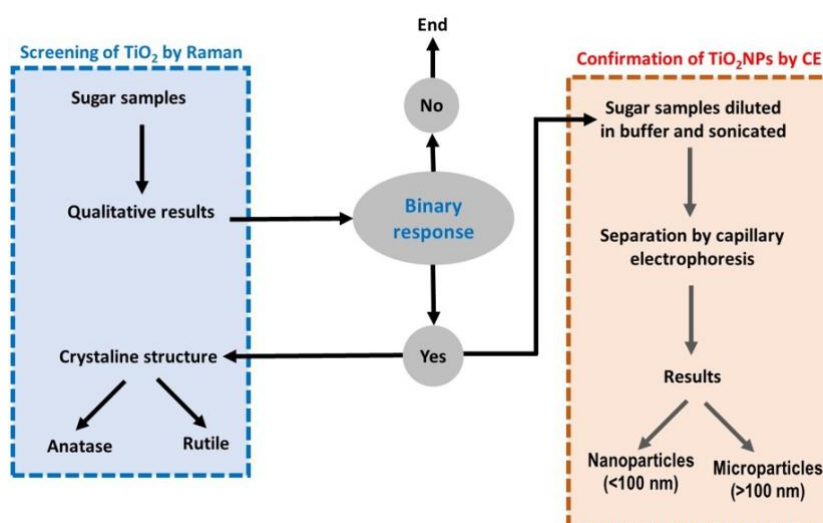 Screening of TiO₂ by Raman
Sugar samples
Qualitative results
Crystaline structure
Anatase
Rutile
End
No
Binary
response
Yes
Confirmation of TiO₂NPs by CE
Sugar samples diluted
in buffer and sonicated
Separation by capillary
electrophoresis
Results
Nanoparticles
(<100 nm)
Microparticles
(>100 nm)